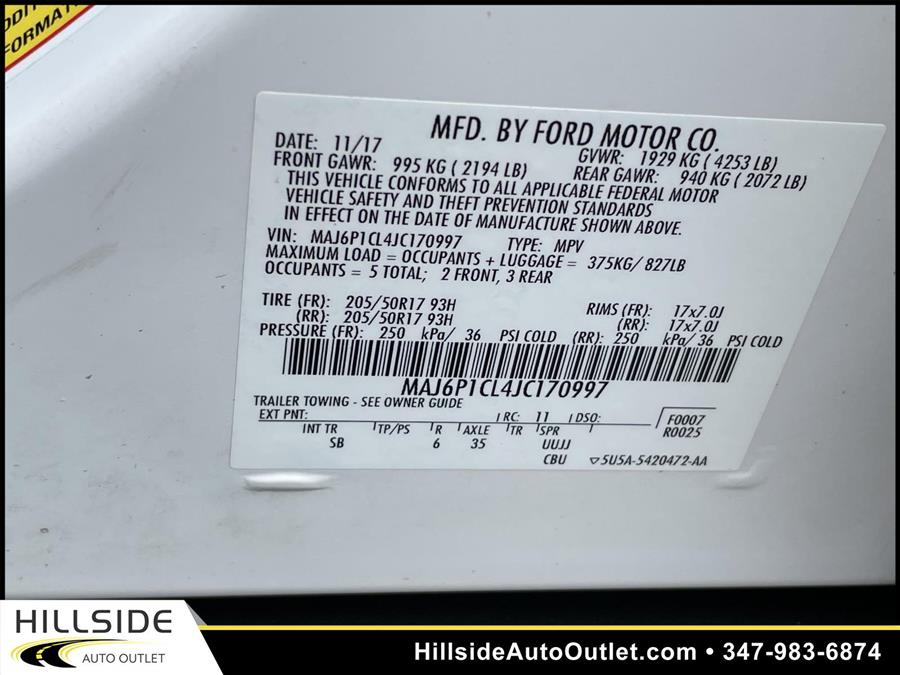 ODDIT
FORMATION
MFD. BY FORD MOTOR CO.
DATE: 11/17 GVWR: 1929 KG ( 4253 LB)
FRONT GAWR: 995 KG ( 2194 LB) REAR GAWR: 940 KG ( 2072 LB)
THIS VEHICLE CONFORMS TO ALL APPLICABLE FEDERAL MOTOR
VEHICLE SAFETY AND THEFT PREVENTION STANDARDS
IN EFFECT ON THE DATE OF MANUFACTURE SHOWN ABOVE.
VIN: MAJ6P1CL4JC170997 TYPE: MPV
MAXIMUM LOAD = OCCUPANTS + LUGGAGE = 375KG/ 827LB
OCCUPANTS = 5 TOTAL; 2 FRONT, 3 REAR
TIRE (FR): 205/50R17 93H RIMS (FR): 17x7.0J
(RR): 205/50R17 93H (RR): 17x7.0J
PRESSURE (FR): 250 kPa/ 36 PSI COLD (RR): 250 kPa/ 36 PSI COLD
MAJ6P1CL4JC170997
TRAILER TOWING - SEE OWNER GUIDE
EXT PNT: RC: 11 DSO: F0007
INT TR TP/PS R AXLE TR SPR R0025
SB 6 35 UUJJ
CBU 5U5A-5420472-AA
HILLSIDE
AUTO OUTLET
HillsideAutoOutlet.com • 347-983-6874